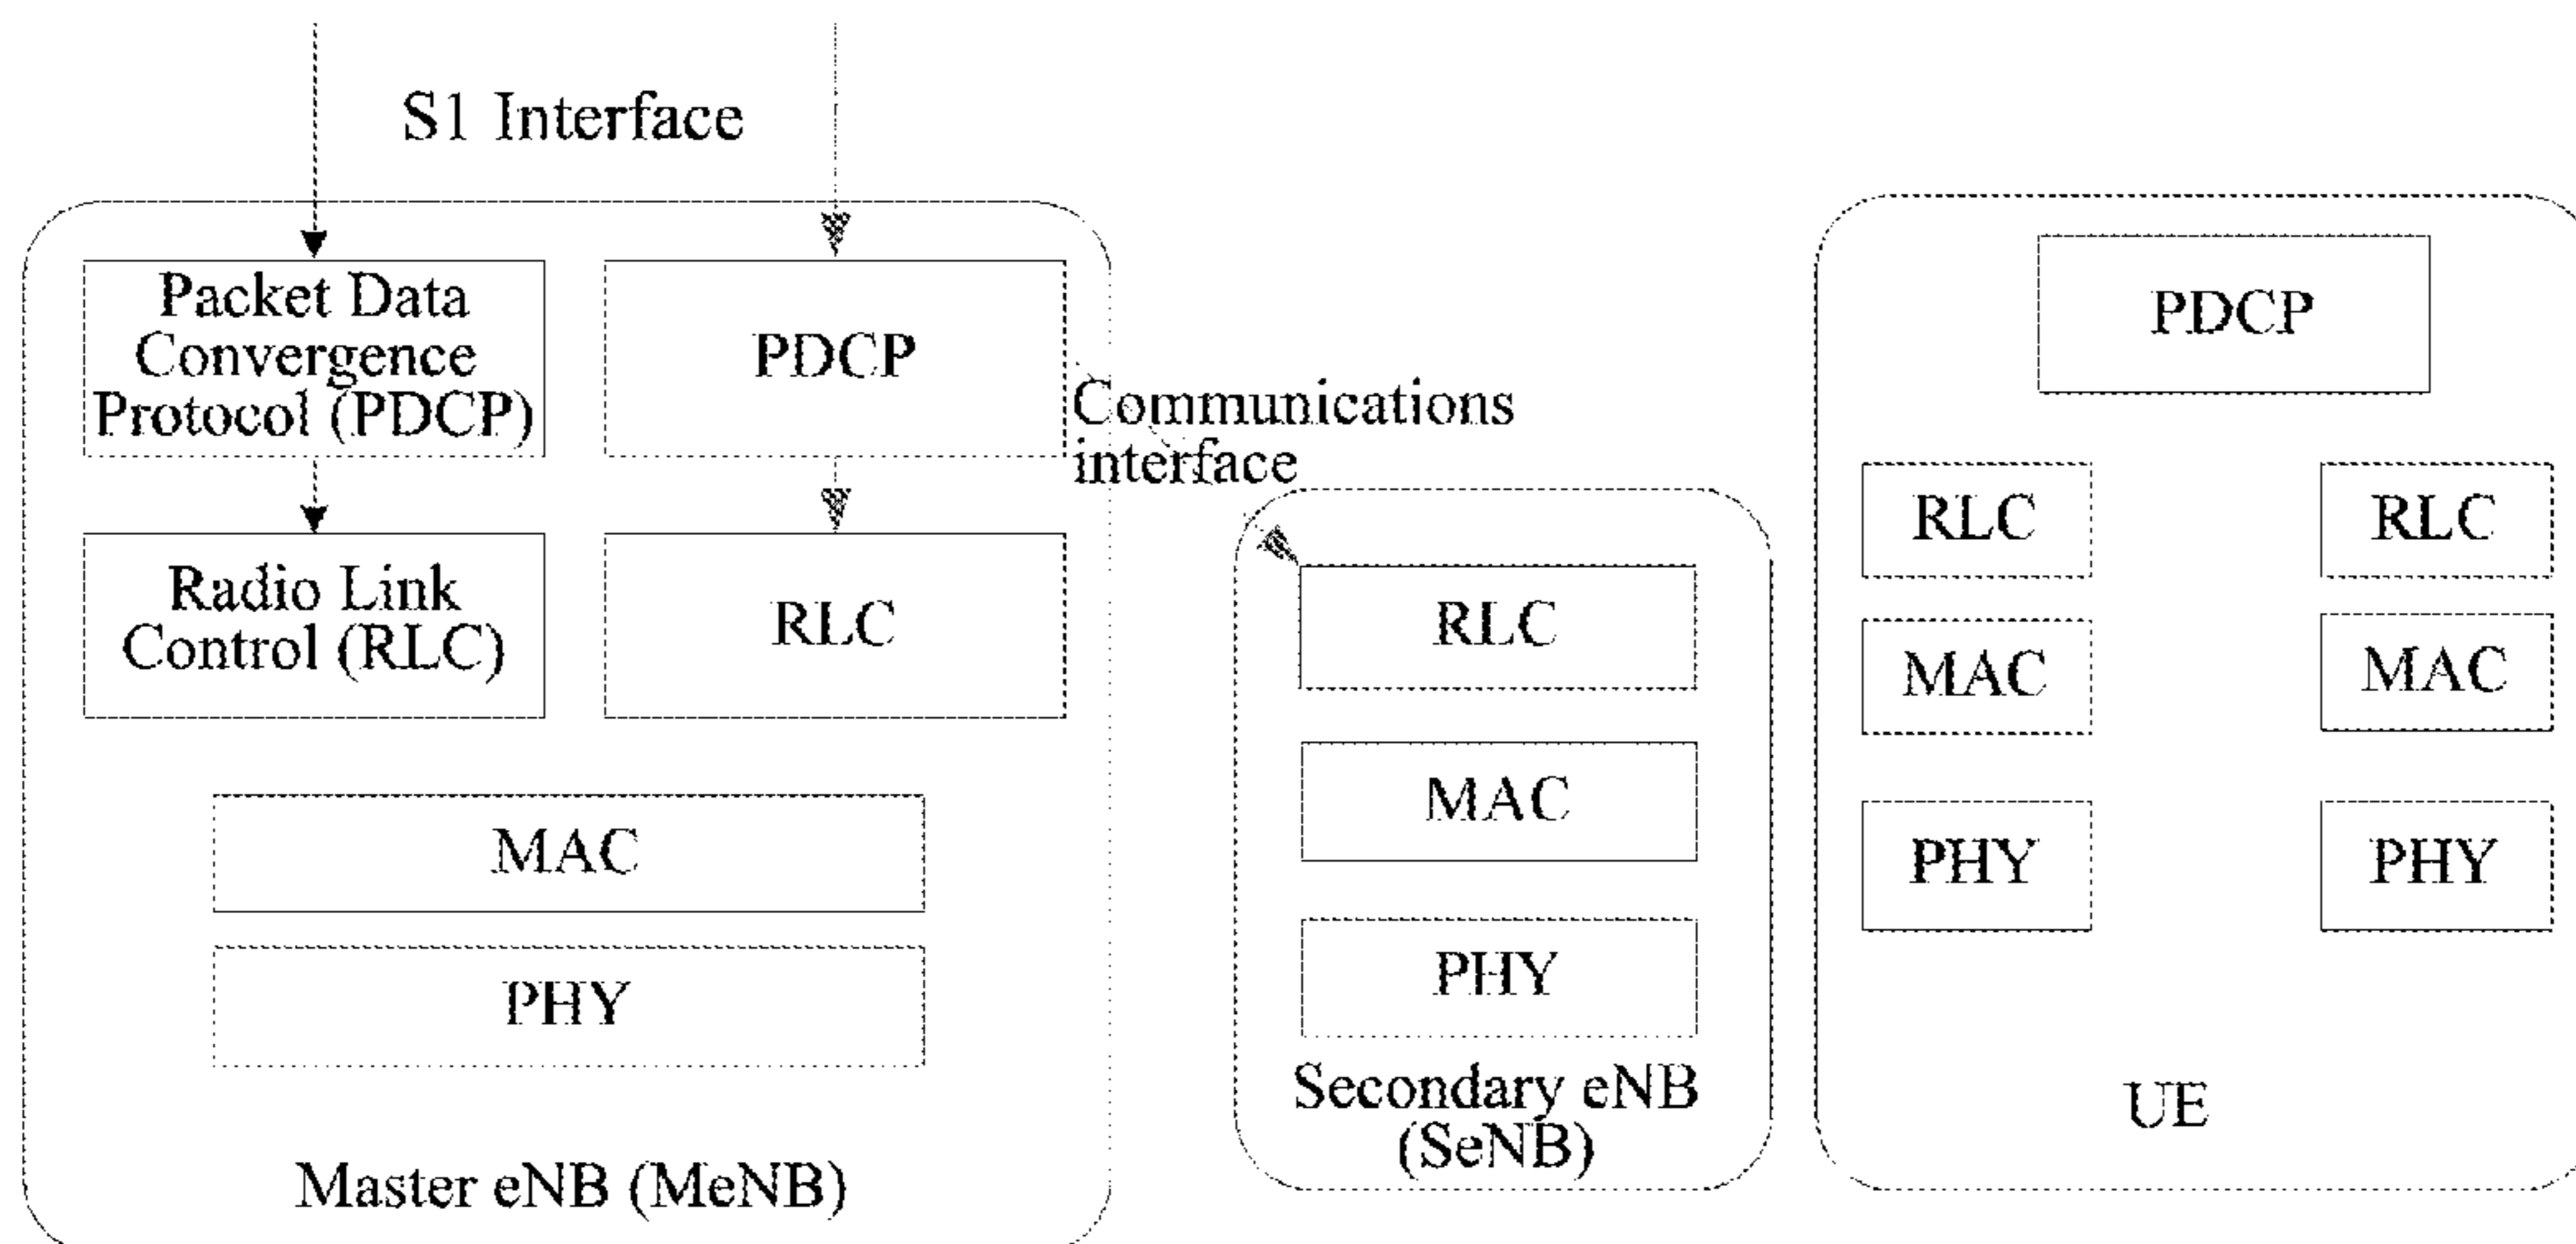 S1 Interface
Packet Data
Convergence
Protocol (PDCP)
PDCP
Communications
interface
Radio Link
Control (RLC)
RLC
MAC
PHY
Master eNB (MeNB)
RLC
MAC
PHY
Secondary eNB
(SeNB)
PDCP
RLC
RLC
MAC
MAC
PHY
PHY
UE